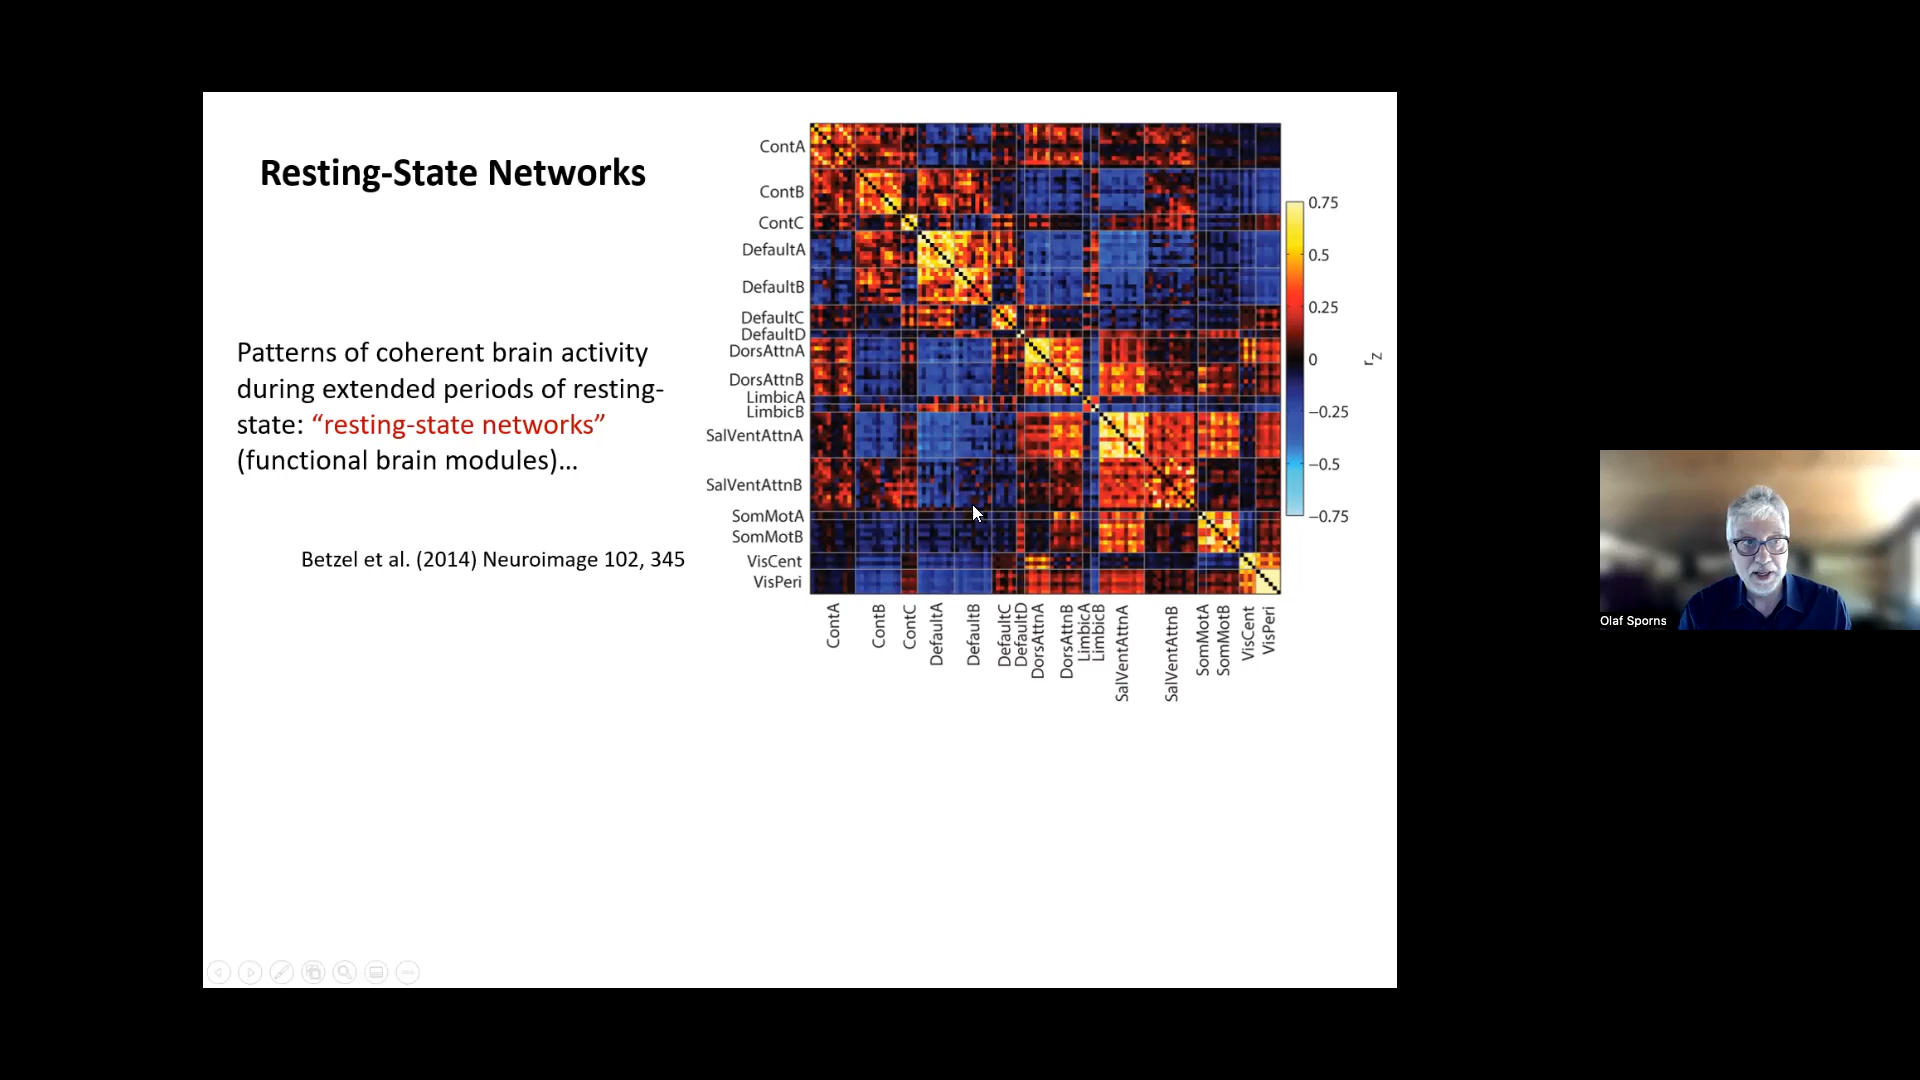 Resting-State Networks
Patterns of coherent brain activity
during extended periods of resting-
state: “resting-state networks”
(functional brain modules)…
Betzel et al. (2014) Neuroimage 102, 345
ContA
ContB
ContC
DefaultA
DefaultB
DefaultC
DefaultD
DorsAttnA
DorsAttnB
LimbicA
LimbicB
SalVentAttnA
SalVentAttnB
SomMotA
SomMotB
VisCent
VisPeri
ContA
ContB
ContC
DefaultA
DefaultB
DefaultC
DefaultD
DorsAttnA
DorsAttnB
LimbicA
LimbicB
SalVentAttnA
SalVentAttnB
SomMotA
SomMotB
VisCent
VisPeri
0.75
0.5
0.25
0
−0.25
−0.5
−0.75
rz
Olaf Sporns